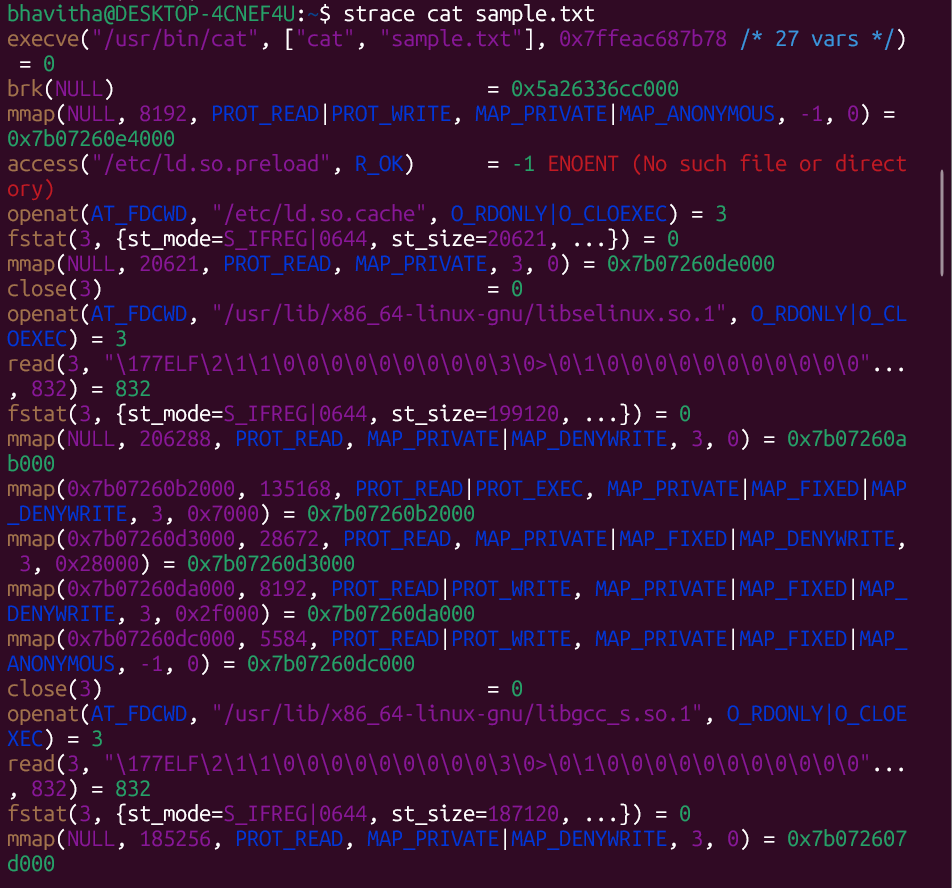 bhavitha@DESKTOP-4CNEF4U:~$ strace cat sample.txt
execve("/usr/bin/cat", ["cat", "sample.txt"], 0x7ffeac687b78 /* 27 vars */)
 = 0
brk(NULL)                               = 0x5a26336cc000
mmap(NULL, 8192, PROT_READ|PROT_WRITE, MAP_PRIVATE|MAP_ANONYMOUS, -1, 0) =
0x7b07260e4000
access("/etc/ld.so.preload", R_OK)      = -1 ENOENT (No such file or direct
ory)
openat(AT_FDCWD, "/etc/ld.so.cache", O_RDONLY|O_CLOEXEC) = 3
fstat(3, {st_mode=S_IFREG|0644, st_size=20621, ...}) = 0
mmap(NULL, 20621, PROT_READ, MAP_PRIVATE, 3, 0) = 0x7b07260de000
close(3)                                = 0
openat(AT_FDCWD, "/usr/lib/x86_64-linux-gnu/libselinux.so.1", O_RDONLY|O_CL
OEXEC) = 3
read(3, "\177ELF\2\1\1\0\0\0\0\0\0\0\0\0\3\0>\0\1\0\0\0\0\0\0\0\0\0\0\0"...
, 832) = 832
fstat(3, {st_mode=S_IFREG|0644, st_size=199120, ...}) = 0
mmap(NULL, 206288, PROT_READ, MAP_PRIVATE|MAP_DENYWRITE, 3, 0) = 0x7b07260a
b000
mmap(0x7b07260b2000, 135168, PROT_READ|PROT_EXEC, MAP_PRIVATE|MAP_FIXED|MAP
_DENYWRITE, 3, 0x7000) = 0x7b07260b2000
mmap(0x7b07260d3000, 28672, PROT_READ, MAP_PRIVATE|MAP_FIXED|MAP_DENYWRITE,
 3, 0x28000) = 0x7b07260d3000
mmap(0x7b07260da000, 8192, PROT_READ|PROT_WRITE, MAP_PRIVATE|MAP_FIXED|MAP_
DENYWRITE, 3, 0x2f000) = 0x7b07260da000
mmap(0x7b07260dc000, 5584, PROT_READ|PROT_WRITE, MAP_PRIVATE|MAP_FIXED|MAP_
ANONYMOUS, -1, 0) = 0x7b07260dc000
close(3)                                = 0
openat(AT_FDCWD, "/usr/lib/x86_64-linux-gnu/libgcc_s.so.1", O_RDONLY|O_CLOE
XEC) = 3
read(3, "\177ELF\2\1\1\0\0\0\0\0\0\0\0\0\3\0>\0\1\0\0\0\0\0\0\0\0\0\0\0"...
, 832) = 832
fstat(3, {st_mode=S_IFREG|0644, st_size=187120, ...}) = 0
mmap(NULL, 185256, PROT_READ, MAP_PRIVATE|MAP_DENYWRITE, 3, 0) = 0x7b072607
d000